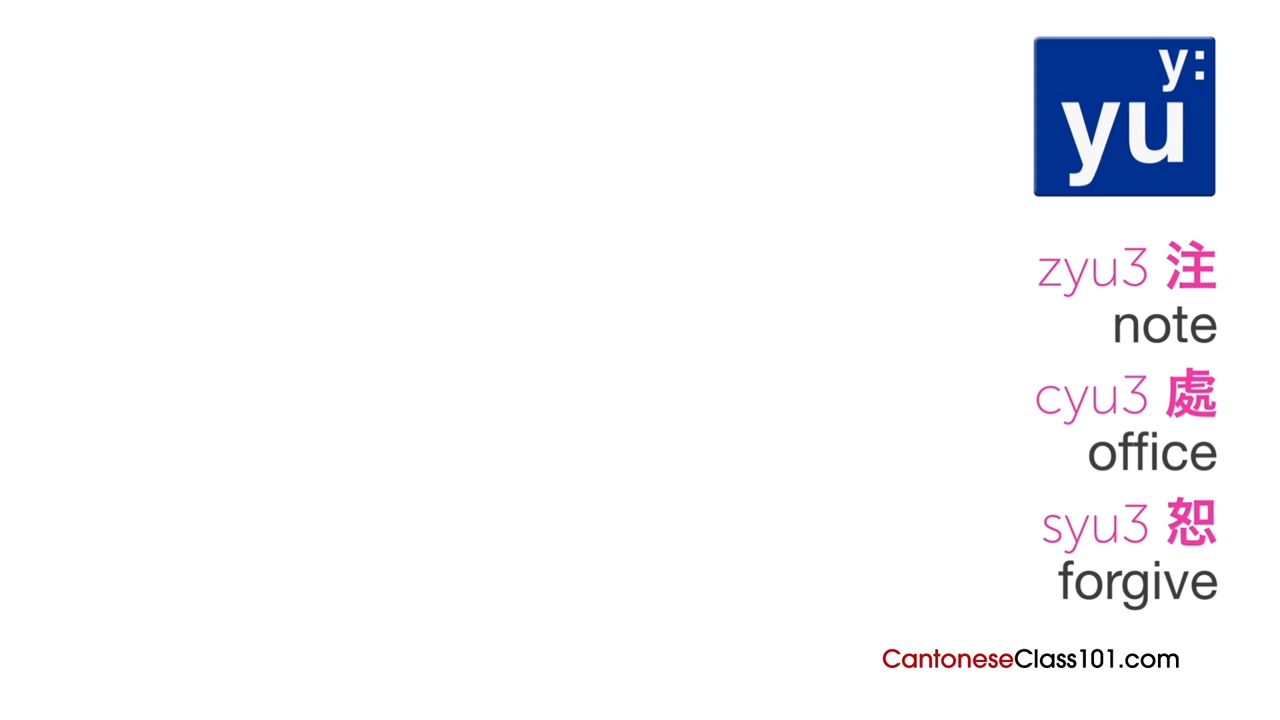 y:
yu
zyu3 注
note
cyu3 處
office
syu3 恕
forgive
CantoneseClass101.com